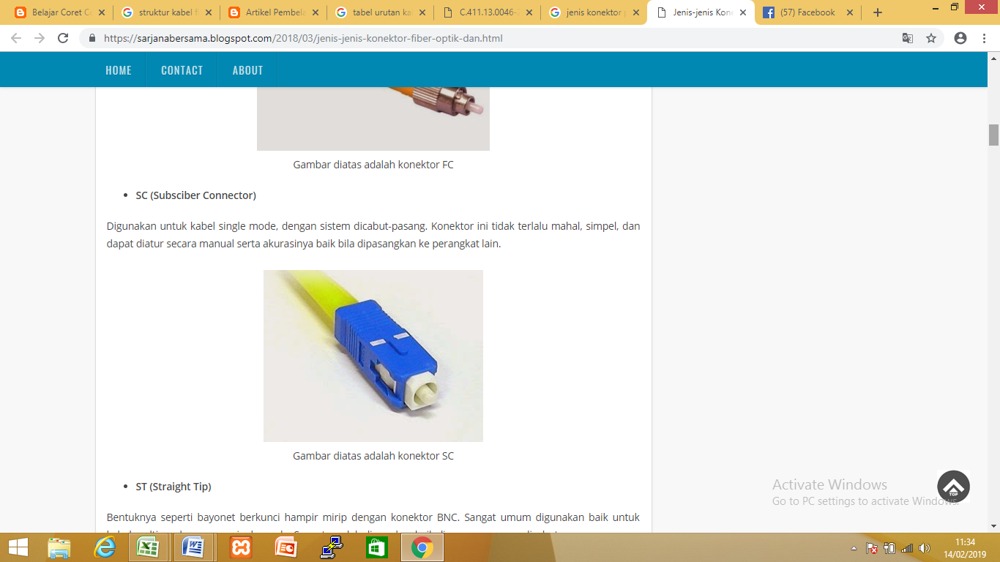 Belajar Coret C
struktur kabel f
Artikel Pembela
tabel urutan ka
C.411.13.0046-
jenis konektor
Jenis-jenis Kon
(57) Facebook
https://sarjanabersama.blogspot.com/2018/03/jenis-jenis-konektor-fiber-optik-dan.html
HOME CONTACT ABOUT
Gambar diatas adalah konektor FC
• SC (Subsciber Connector)
Digunakan untuk kabel single mode, dengan sistem dicabut-pasang. Konektor ini tidak terlalu mahal, simpel, dan
dapat diatur secara manual serta akurasinya baik bila dipasangkan ke perangkat lain.
Gambar diatas adalah konektor SC
• ST (Straight Tip)
Bentuknya seperti bayonet berkunci hampir mirip dengan konektor BNC. Sangat umum digunakan baik untuk
Activate Windows
Go to PC settings to activate Windows.
TOP
11:34
14/02/2019